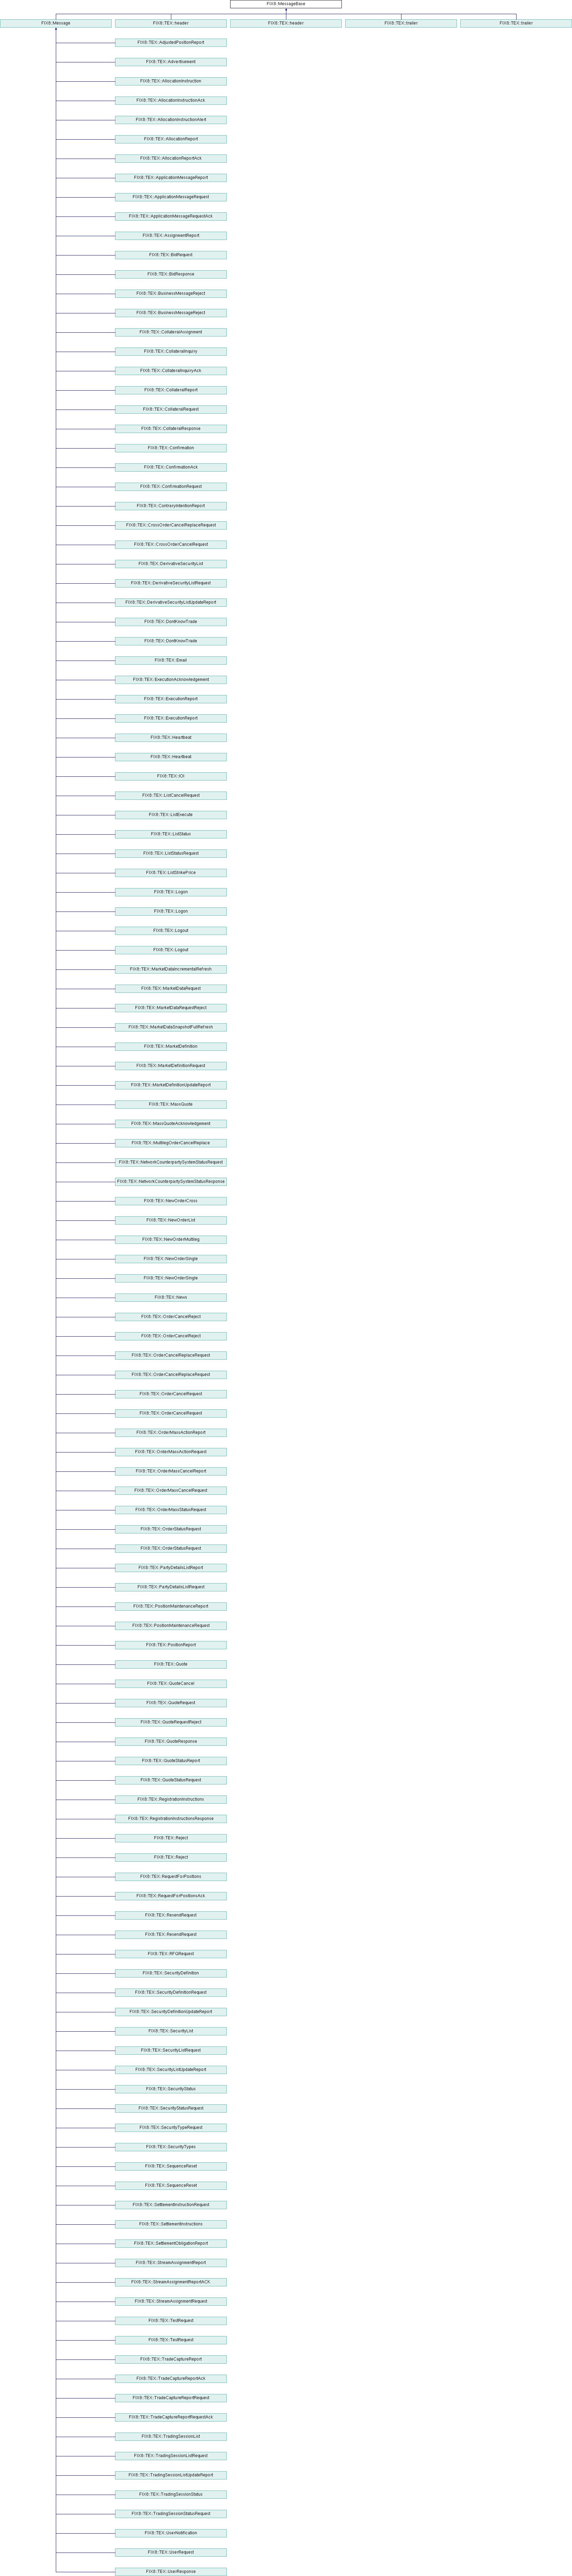 FIX8::MessageBase
FIX8::Message
FIX8::TEX::header
FIX8::TEX::header
FIX8::TEX::trailer
FIX8::TEX::trailer
FIX8::TEX::AdjustedPositionReport
FIX8::TEX::Advertisement
FIX8::TEX::AllocationInstruction
FIX8::TEX::AllocationInstructionAck
FIX8::TEX::AllocationInstructionAlert
FIX8::TEX::AllocationReport
FIX8::TEX::AllocationReportAck
FIX8::TEX::ApplicationMessageReport
FIX8::TEX::ApplicationMessageRequest
FIX8::TEX::ApplicationMessageRequestAck
FIX8::TEX::AssignmentReport
FIX8::TEX::BidRequest
FIX8::TEX::BidResponse
FIX8::TEX::BusinessMessageReject
FIX8::TEX::BusinessMessageReject
FIX8::TEX::CollateralAssignment
FIX8::TEX::CollateralInquiry
FIX8::TEX::CollateralInquiryAck
FIX8::TEX::CollateralReport
FIX8::TEX::CollateralRequest
FIX8::TEX::CollateralResponse
FIX8::TEX::Confirmation
FIX8::TEX::ConfirmationAck
FIX8::TEX::ConfirmationRequest
FIX8::TEX::ContraryIntentionReport
FIX8::TEX::CrossOrderCancelReplaceRequest
FIX8::TEX::CrossOrderCancelRequest
FIX8::TEX::DerivativeSecurityList
FIX8::TEX::DerivativeSecurityListRequest
FIX8::TEX::DerivativeSecurityListUpdateReport
FIX8::TEX::DontKnowTrade
FIX8::TEX::DontKnowTrade
FIX8::TEX::Email
FIX8::TEX::ExecutionAcknowledgement
FIX8::TEX::ExecutionReport
FIX8::TEX::ExecutionReport
FIX8::TEX::Heartbeat
FIX8::TEX::Heartbeat
FIX8::TEX::IOI
FIX8::TEX::ListCancelRequest
FIX8::TEX::ListExecute
FIX8::TEX::ListStatus
FIX8::TEX::ListStatusRequest
FIX8::TEX::ListStrikePrice
FIX8::TEX::Logon
FIX8::TEX::Logon
FIX8::TEX::Logout
FIX8::TEX::Logout
FIX8::TEX::MarketDataIncrementalRefresh
FIX8::TEX::MarketDataRequest
FIX8::TEX::MarketDataRequestReject
FIX8::TEX::MarketDataSnapshotFullRefresh
FIX8::TEX::MarketDefinition
FIX8::TEX::MarketDefinitionRequest
FIX8::TEX::MarketDefinitionUpdateReport
FIX8::TEX::MassQuote
FIX8::TEX::MassQuoteAcknowledgement
FIX8::TEX::MultilegOrderCancelReplace
FIX8::TEX::NetworkCounterpartySystemStatusRequest
FIX8::TEX::NetworkCounterpartySystemStatusResponse
FIX8::TEX::NewOrderCross
FIX8::TEX::NewOrderList
FIX8::TEX::NewOrderMultileg
FIX8::TEX::NewOrderSingle
FIX8::TEX::NewOrderSingle
FIX8::TEX::News
FIX8::TEX::OrderCancelReject
FIX8::TEX::OrderCancelReject
FIX8::TEX::OrderCancelReplaceRequest
FIX8::TEX::OrderCancelReplaceRequest
FIX8::TEX::OrderCancelRequest
FIX8::TEX::OrderCancelRequest
FIX8::TEX::OrderMassActionReport
FIX8::TEX::OrderMassActionRequest
FIX8::TEX::OrderMassCancelReport
FIX8::TEX::OrderMassCancelRequest
FIX8::TEX::OrderMassStatusRequest
FIX8::TEX::OrderStatusRequest
FIX8::TEX::OrderStatusRequest
FIX8::TEX::PartyDetailsListReport
FIX8::TEX::PartyDetailsListRequest
FIX8::TEX::PositionMaintenanceReport
FIX8::TEX::PositionMaintenanceRequest
FIX8::TEX::PositionReport
FIX8::TEX::Quote
FIX8::TEX::QuoteCancel
FIX8::TEX::QuoteRequest
FIX8::TEX::QuoteRequestReject
FIX8::TEX::QuoteResponse
FIX8::TEX::QuoteStatusReport
FIX8::TEX::QuoteStatusRequest
FIX8::TEX::RegistrationInstructions
FIX8::TEX::RegistrationInstructionsResponse
FIX8::TEX::Reject
FIX8::TEX::Reject
FIX8::TEX::RequestForPositions
FIX8::TEX::RequestForPositionsAck
FIX8::TEX::ResendRequest
FIX8::TEX::ResendRequest
FIX8::TEX::RFQRequest
FIX8::TEX::SecurityDefinition
FIX8::TEX::SecurityDefinitionRequest
FIX8::TEX::SecurityDefinitionUpdateReport
FIX8::TEX::SecurityList
FIX8::TEX::SecurityListRequest
FIX8::TEX::SecurityListUpdateReport
FIX8::TEX::SecurityStatus
FIX8::TEX::SecurityStatusRequest
FIX8::TEX::SecurityTypeRequest
FIX8::TEX::SecurityTypes
FIX8::TEX::SequenceReset
FIX8::TEX::SequenceReset
FIX8::TEX::SettlementInstructionRequest
FIX8::TEX::SettlementInstructions
FIX8::TEX::SettlementObligationReport
FIX8::TEX::StreamAssignmentReport
FIX8::TEX::StreamAssignmentReportACK
FIX8::TEX::StreamAssignmentRequest
FIX8::TEX::TestRequest
FIX8::TEX::TestRequest
FIX8::TEX::TradeCaptureReport
FIX8::TEX::TradeCaptureReportAck
FIX8::TEX::TradeCaptureReportRequest
FIX8::TEX::TradeCaptureReportRequestAck
FIX8::TEX::TradingSessionList
FIX8::TEX::TradingSessionListRequest
FIX8::TEX::TradingSessionListUpdateReport
FIX8::TEX::TradingSessionStatus
FIX8::TEX::TradingSessionStatusRequest
FIX8::TEX::UserNotification
FIX8::TEX::UserRequest
FIX8::TEX::UserResponse